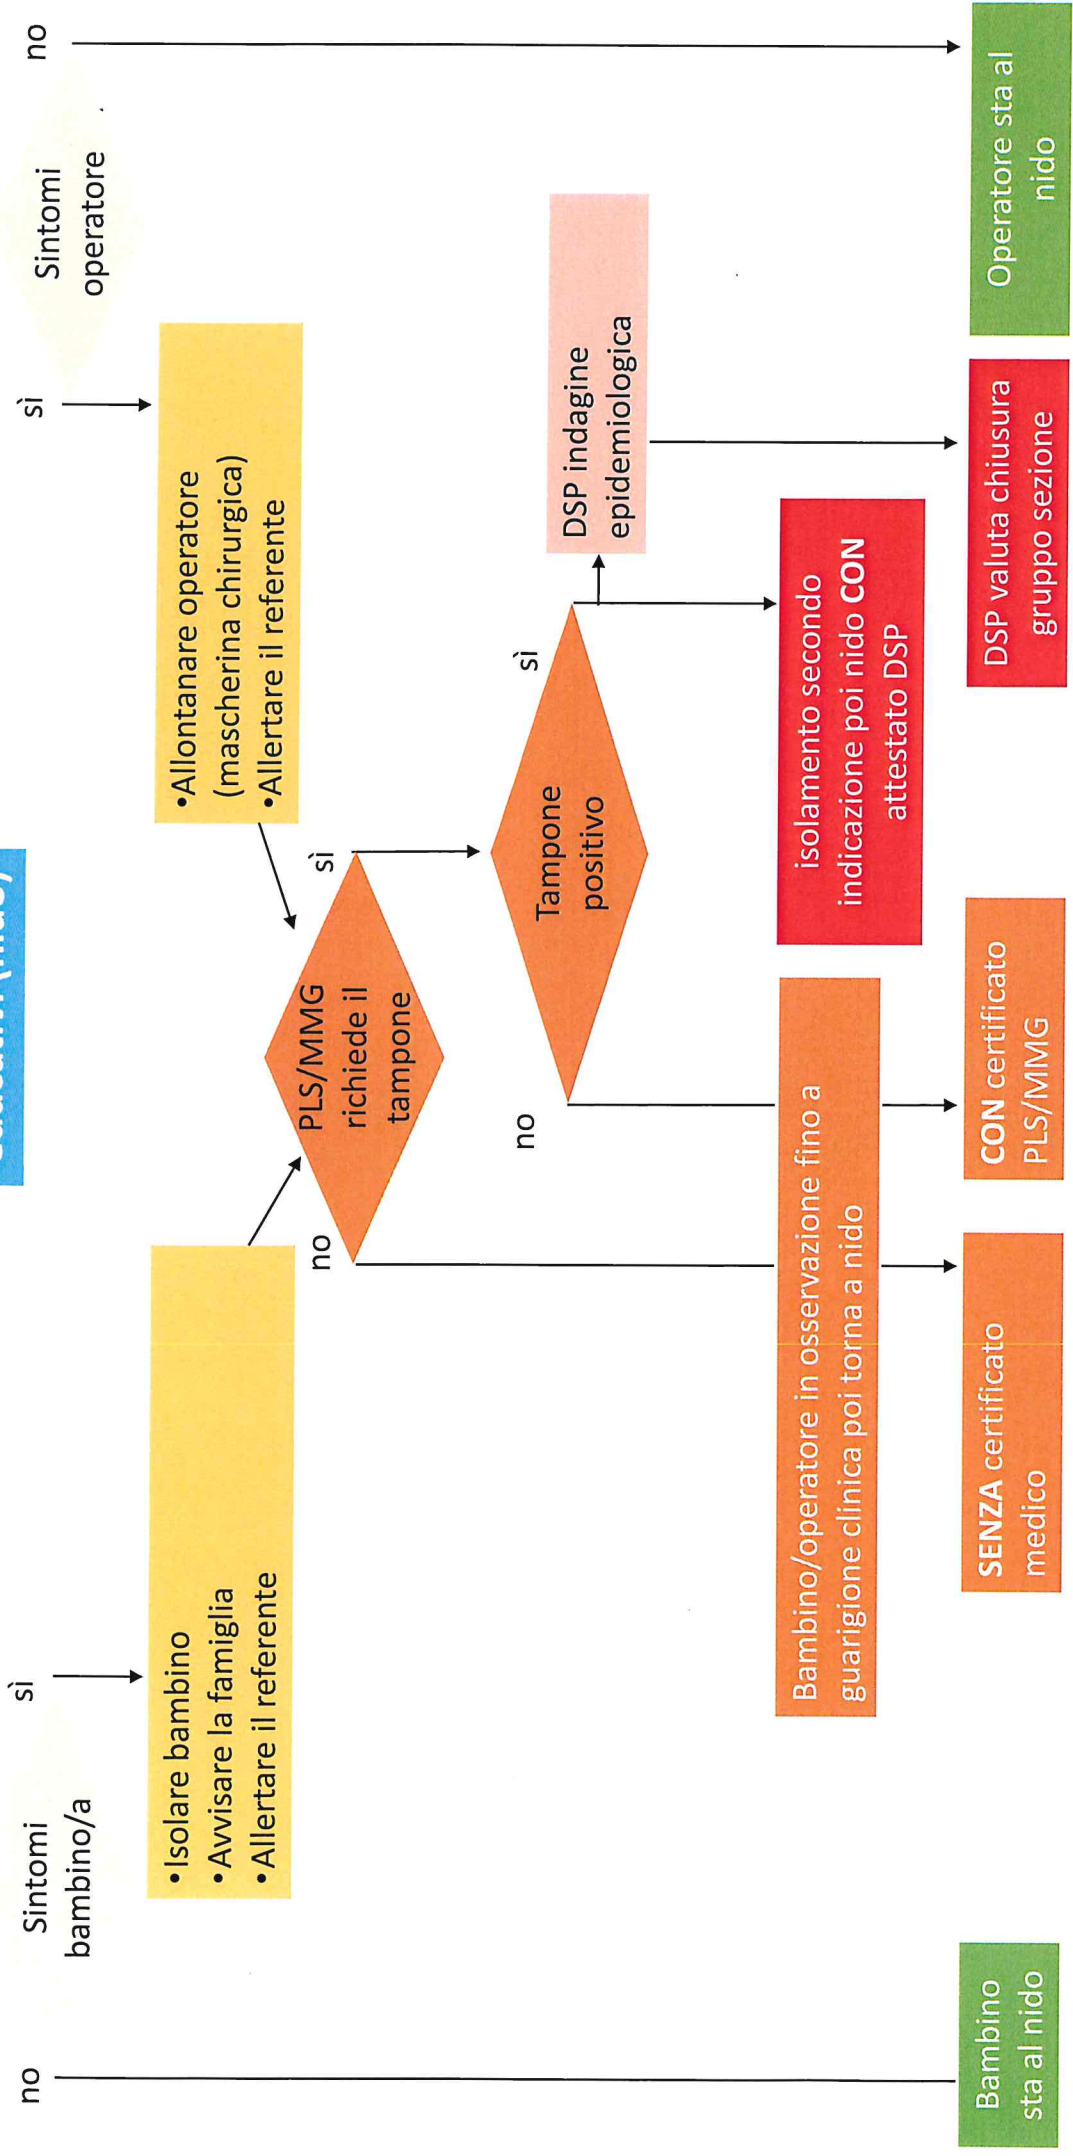 no
Sintomi
bambino/a
sì
sì
Sintomi
operatore
no
•Isolare bambino
•Avvisare la famiglia
•Allertare il referente
•Allontanare operatore
(mascherina chirurgica)
•Allertare il referente
no
PLS/MMG
richiede il
tampone
sì
no
Tampone
positivo
sì
DSP indagine
epidemiologica
Bambino/operatore in osservazione fino a
guarigione clinica poi torna a nido
isolamento secondo
indicazione poi nido CON
attestato DSP
Bambino
sta al nido
SENZA certificato
medico
CON certificato
PLS/MMG
DSP valuta chiusura
gruppo sezione
Operatore sta al
nido